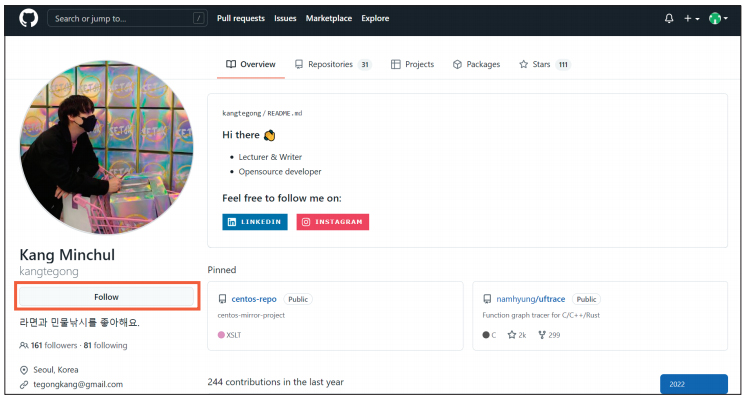 Search or jump to...
/
Pull requests Issues Marketplace Explore
Overview
Repositories 31
Projects
Packages
Stars 111
kangtegong / README.md
Hi there
Lecturer & Writer
Opensource developer
Feel free to follow me on:
LINKEDIN
INSTAGRAM
Kang Minchul
kangtegong
Follow
라면과 민물낚시를 좋아해요.
161 followers · 81 following
Seoul, Korea
tegongkang@gmail.com
Pinned
centos-repo Public
centos-mirror-project
XSLT
namhyung/uftrace Public
Function graph tracer for C/C++/Rust
C 2k 299
244 contributions in the last year
2022